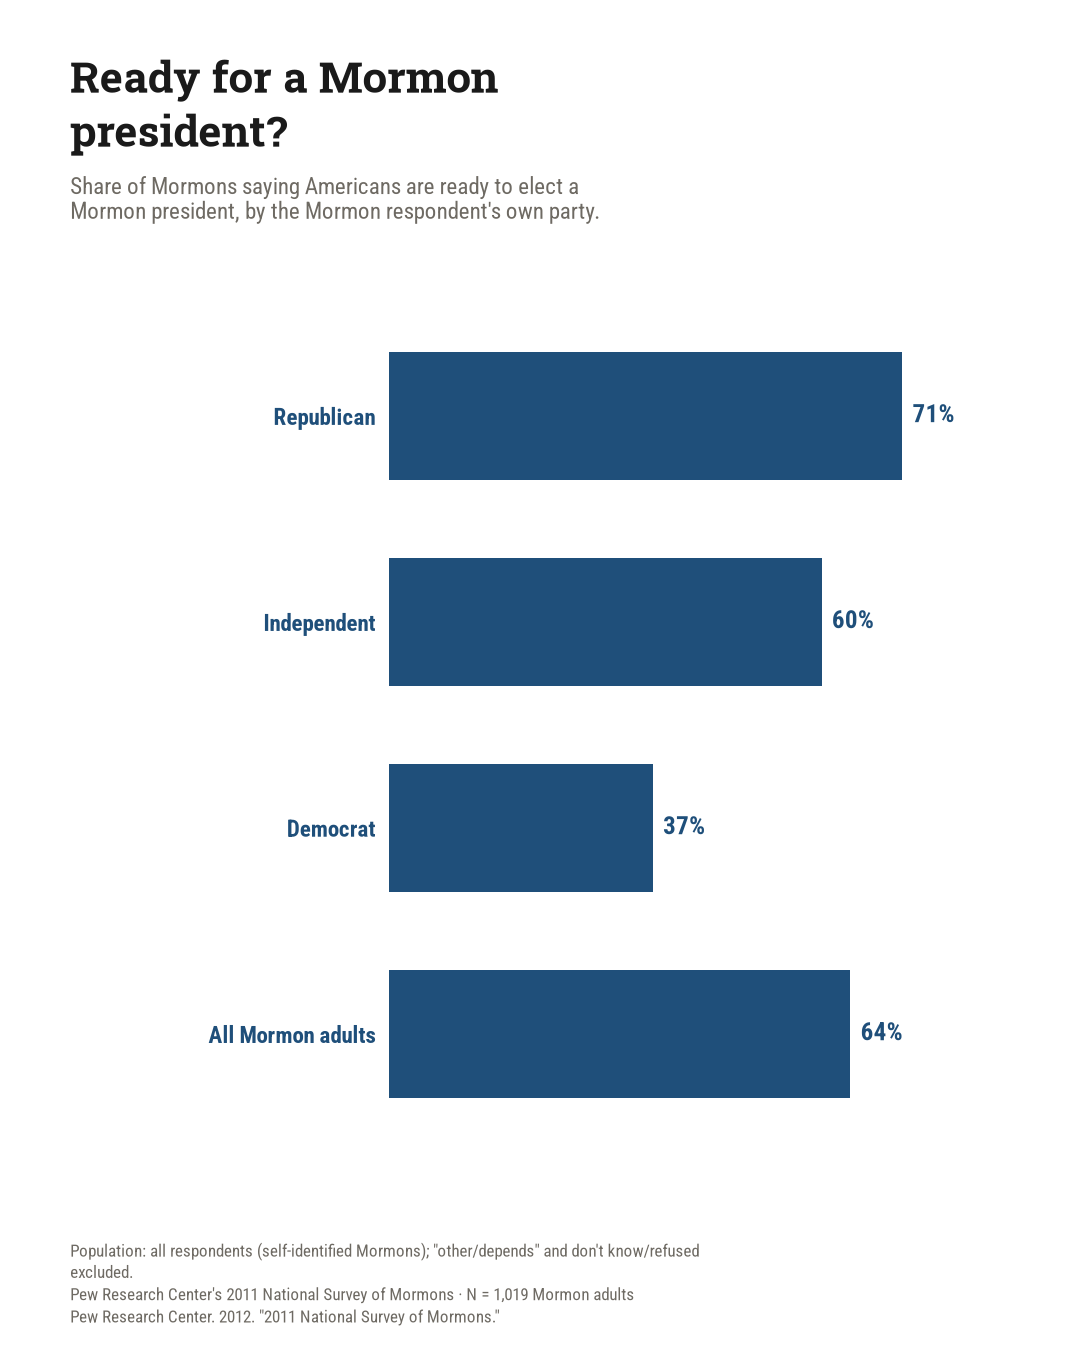 Ready for a Mormon
president?
Share of Mormons saying Americans are ready to elect a
Mormon president, by the Mormon respondent's own party.
Republican
71%
Independent
60%
Democrat
37%
All Mormon adults
64%
Population: all respondents (self-identified Mormons); "other/depends" and don't know/refused
excluded.
Pew Research Center's 2011 National Survey of Mormons · N = 1,019 Mormon adults
Pew Research Center. 2012. "2011 National Survey of Mormons."